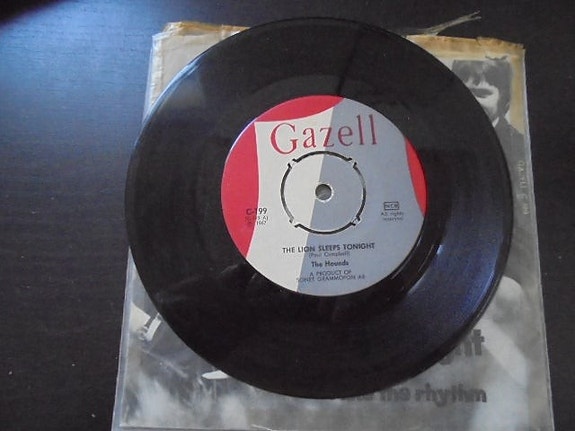 Gazell
C-199
NCB
All rights
reserved
THE LION SLEEPS TONIGHT
(Paul Campbell)
The Hounds
A PRODUCT OF
SONET GRAMMOFON AB
the rhythm